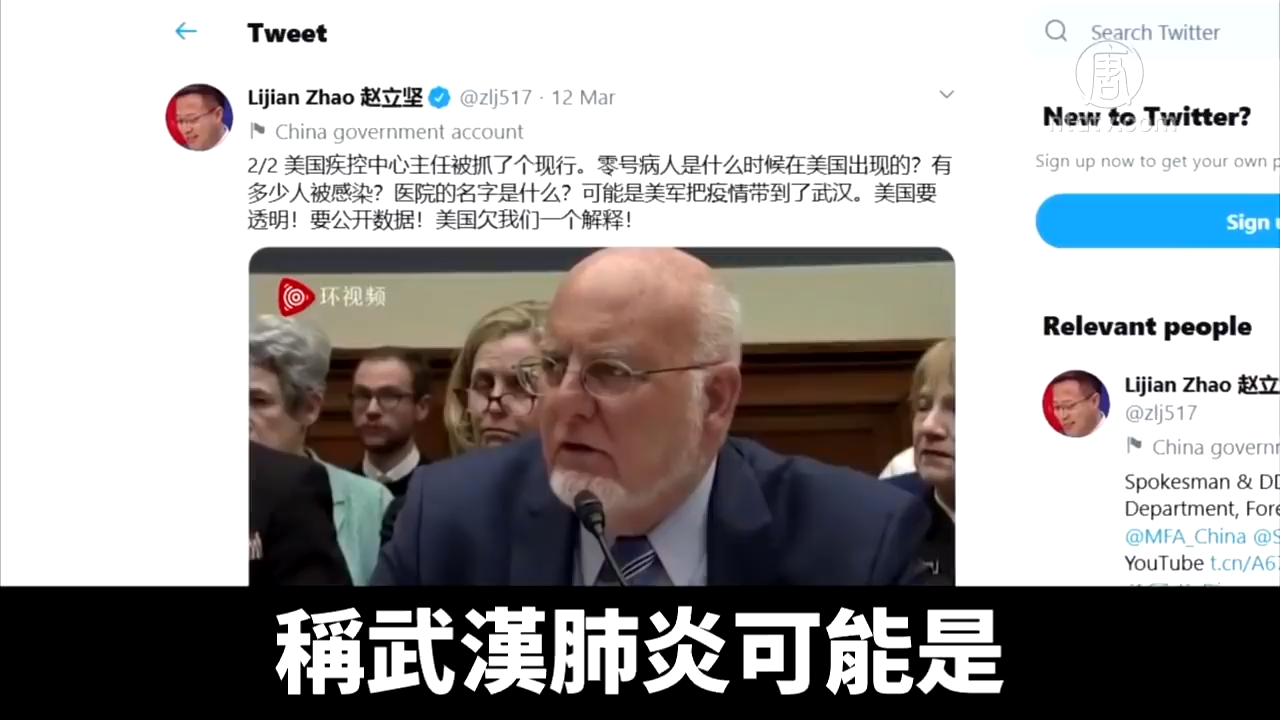 Tweet
Search Twitter
Lijian Zhao 赵立坚 @zlj517 · 12 Mar
China government account
2/2 美国疾控中心主任被抓了个现行。零号病人是什么时候在美国出现的？有
多少人被感染？医院的名字是什么？可能是美军把疫情带到了武汉。美国要
透明！要公开数据！美国欠我们一个解释！
环视频
唐
New to Twitter?
Sign up now to get your own p
Sign u
Relevant people
Lijian Zhao 赵立
@zlj517
China governm
Spokesman & DD
Department, Fore
@MFA_China @S
YouTube t.cn/A67
稱武漢肺炎可能是